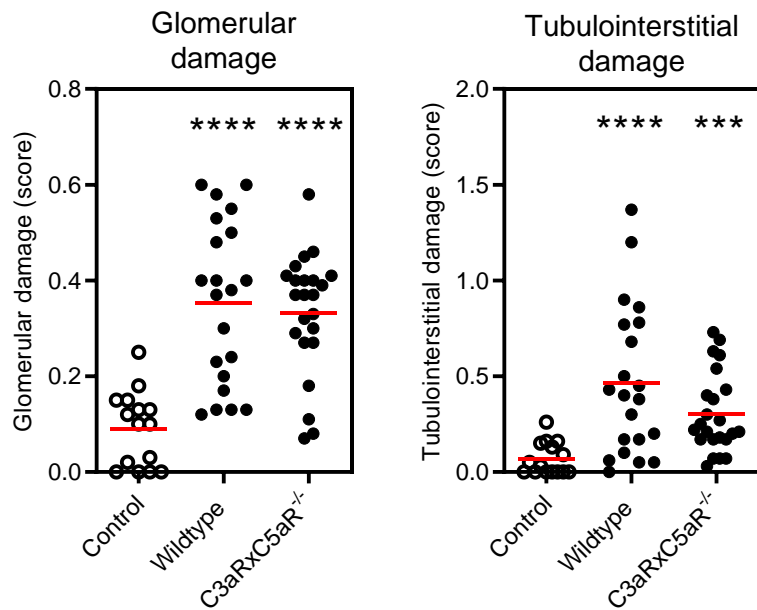 Glomerular
damage
Glomerular damage (score)
0.8
0.6
0.4
0.2
0.0
**** ****
Control
Wildtype
C3aRxC5aR-/-
Tubulointerstitial
damage
Tubulointerstitial damage (score)
2.0
1.5
1.0
0.5
0.0
**** ***
Control
Wildtype
C3aRxC5aR-/-